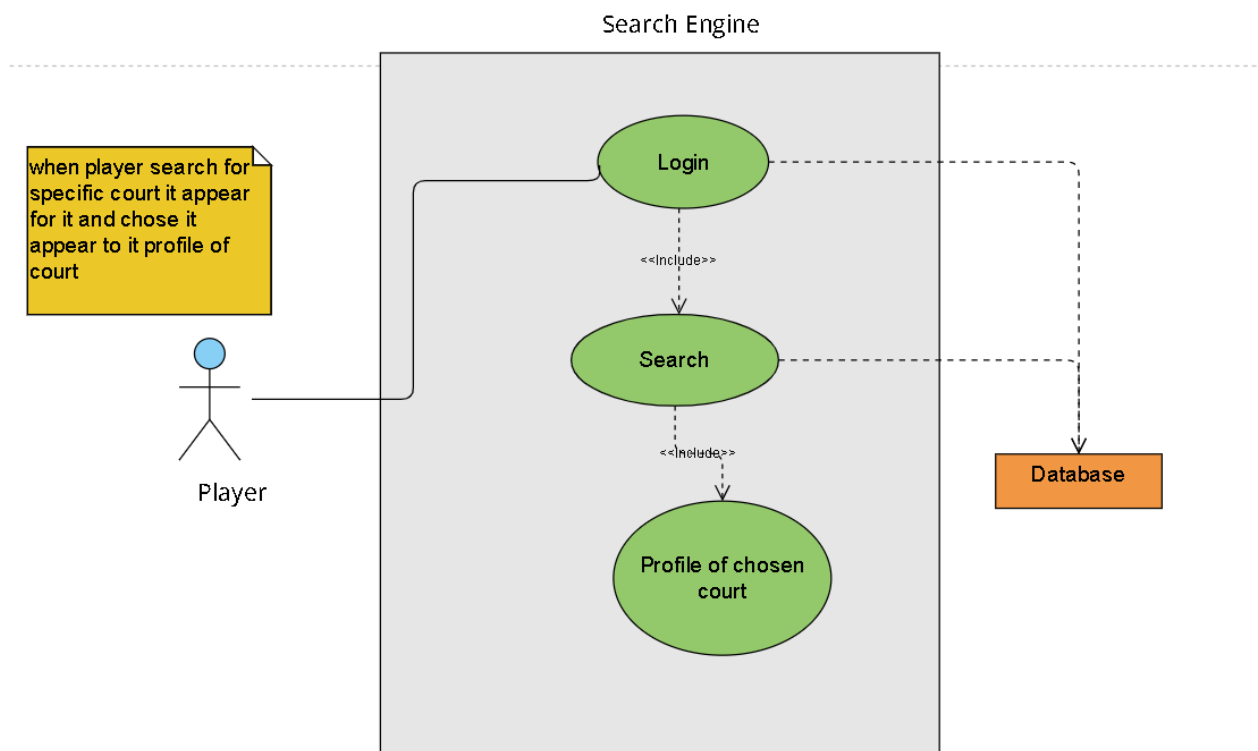 Search Engine
when player search for
specific court it appear
for it and chose it
appear to it profile of
court
Login
<<Include>>
Search
<<Include>>
Profile of chosen
court
Player
Database